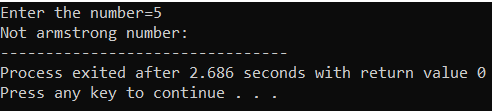 Enter the number=5
Not armstrong number:
--------------------------------
Process exited after 2.686 seconds with return value 0
Press any key to continue . . .